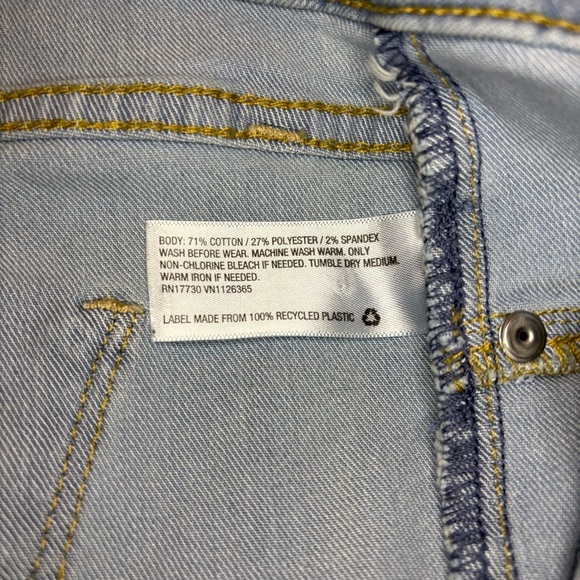 BODY: 71% COTTON / 27% POLYESTER / 2% SPANDEX
WASH BEFORE WEAR. MACHINE WASH WARM. ONLY
NON-CHLORINE BLEACH IF NEEDED. TUMBLE DRY MEDIUM.
WARM IRON IF NEEDED.
RN17730 VN1126365
LABEL MADE FROM 100% RECYCLED PLASTIC